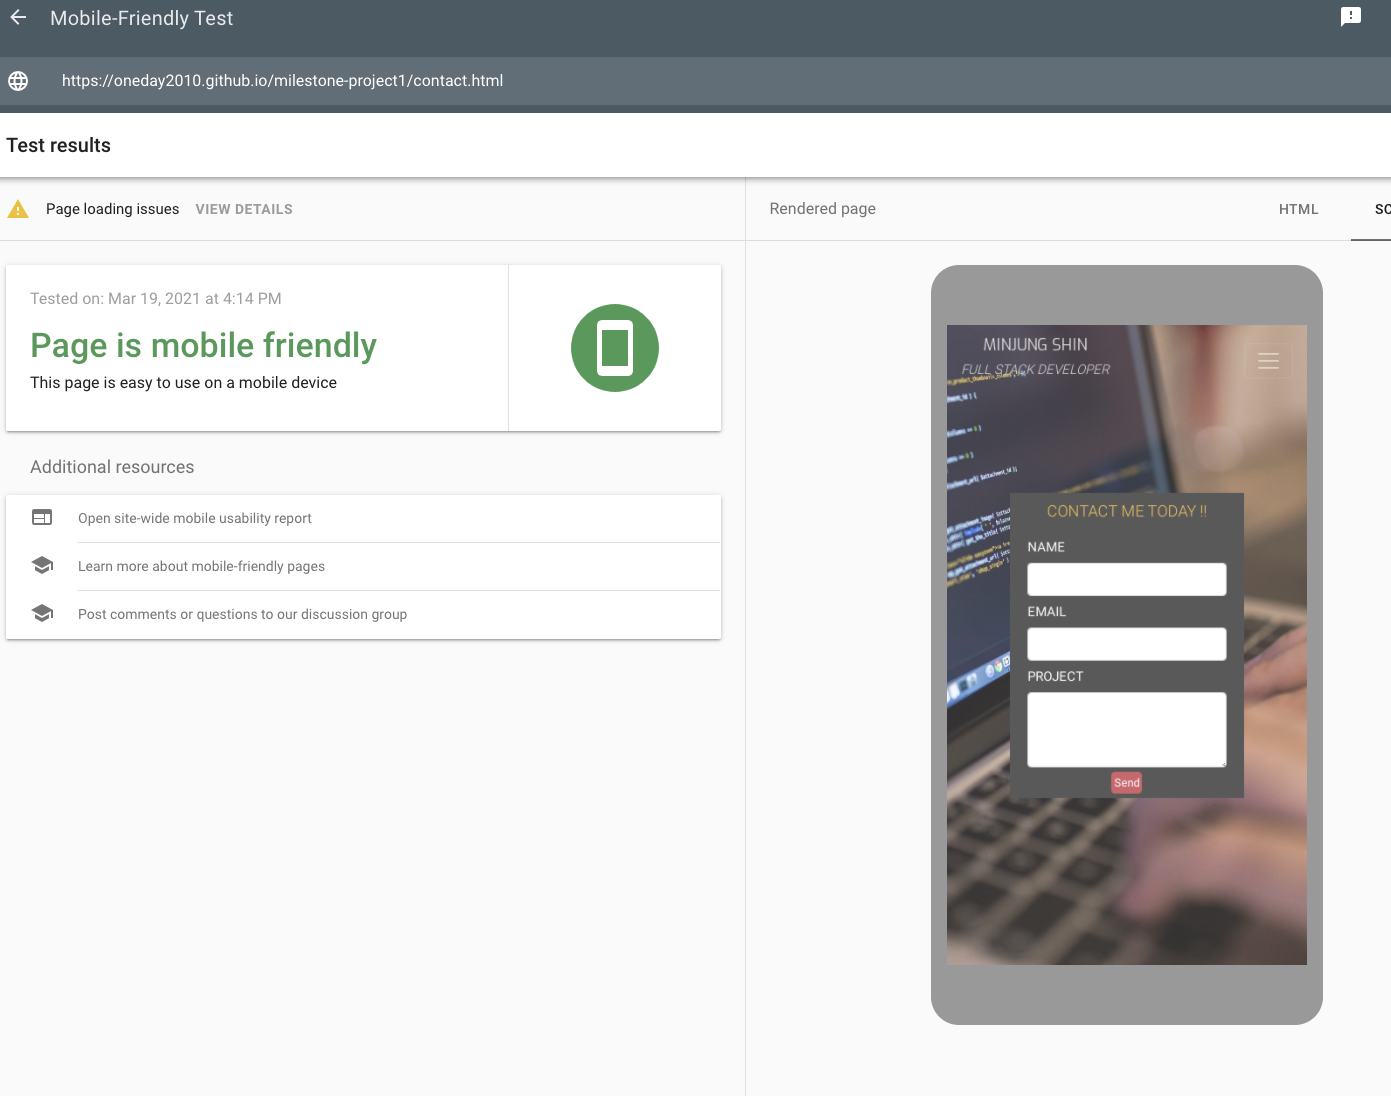 Mobile-Friendly Test
https://oneday2010.github.io/milestone-project1/contact.html
Test results
Page loading issues VIEW DETAILS
Rendered page
HTML
SC
Tested on: Mar 19, 2021 at 4:14 PM
Page is mobile friendly
This page is easy to use on a mobile device
Additional resources
Open site-wide mobile usability report
Learn more about mobile-friendly pages
Post comments or questions to our discussion group
MINJUNG SHIN
FULL STACK DEVELOPER
CONTACT ME TODAY !!
NAME
EMAIL
PROJECT
Send